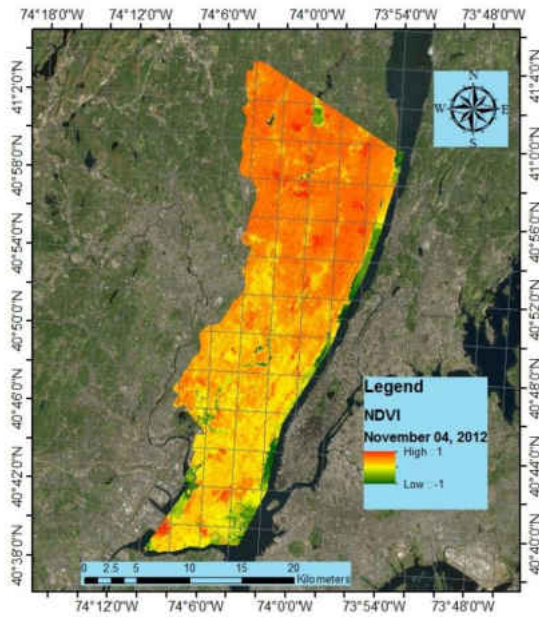 74°18'0"W 74°12'0"W 74°6'0"W 74°0'0"W 73°54'0"W 73°48'0"W
41°2'0"N
41°4'0"N
N
W E
S
40°58'0"N
41°0'0"N
40°54'0"N
40°56'0"N
40°50'0"N
40°52'0"N
40°46'0"N
40°48'0"N
Legend
NDVI
November 04, 2012
High : 1
Low : -1
40°42'0"N
40°44'0"N
40°38'0"N
40°40'0"N
0 2.5 5 10 15 20
Kilometers
74°12'0"W 74°6'0"W 74°0'0"W 73°54'0"W 73°48'0"W